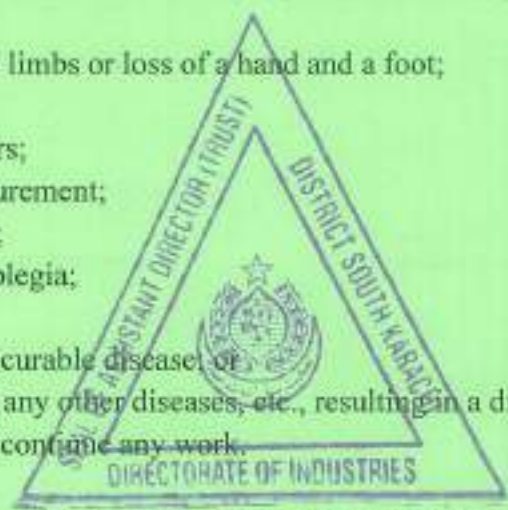 limbs or loss of a hand and a foot;
rs;
urement;
plegia;
curable disease; or
any other diseases, etc., resulting in a d
continue any work.
ASSISTANT DIRECTOR (TRUST)
DISTRICT SOUTH KARACHI
DIRECTORATE OF INDUSTRIES